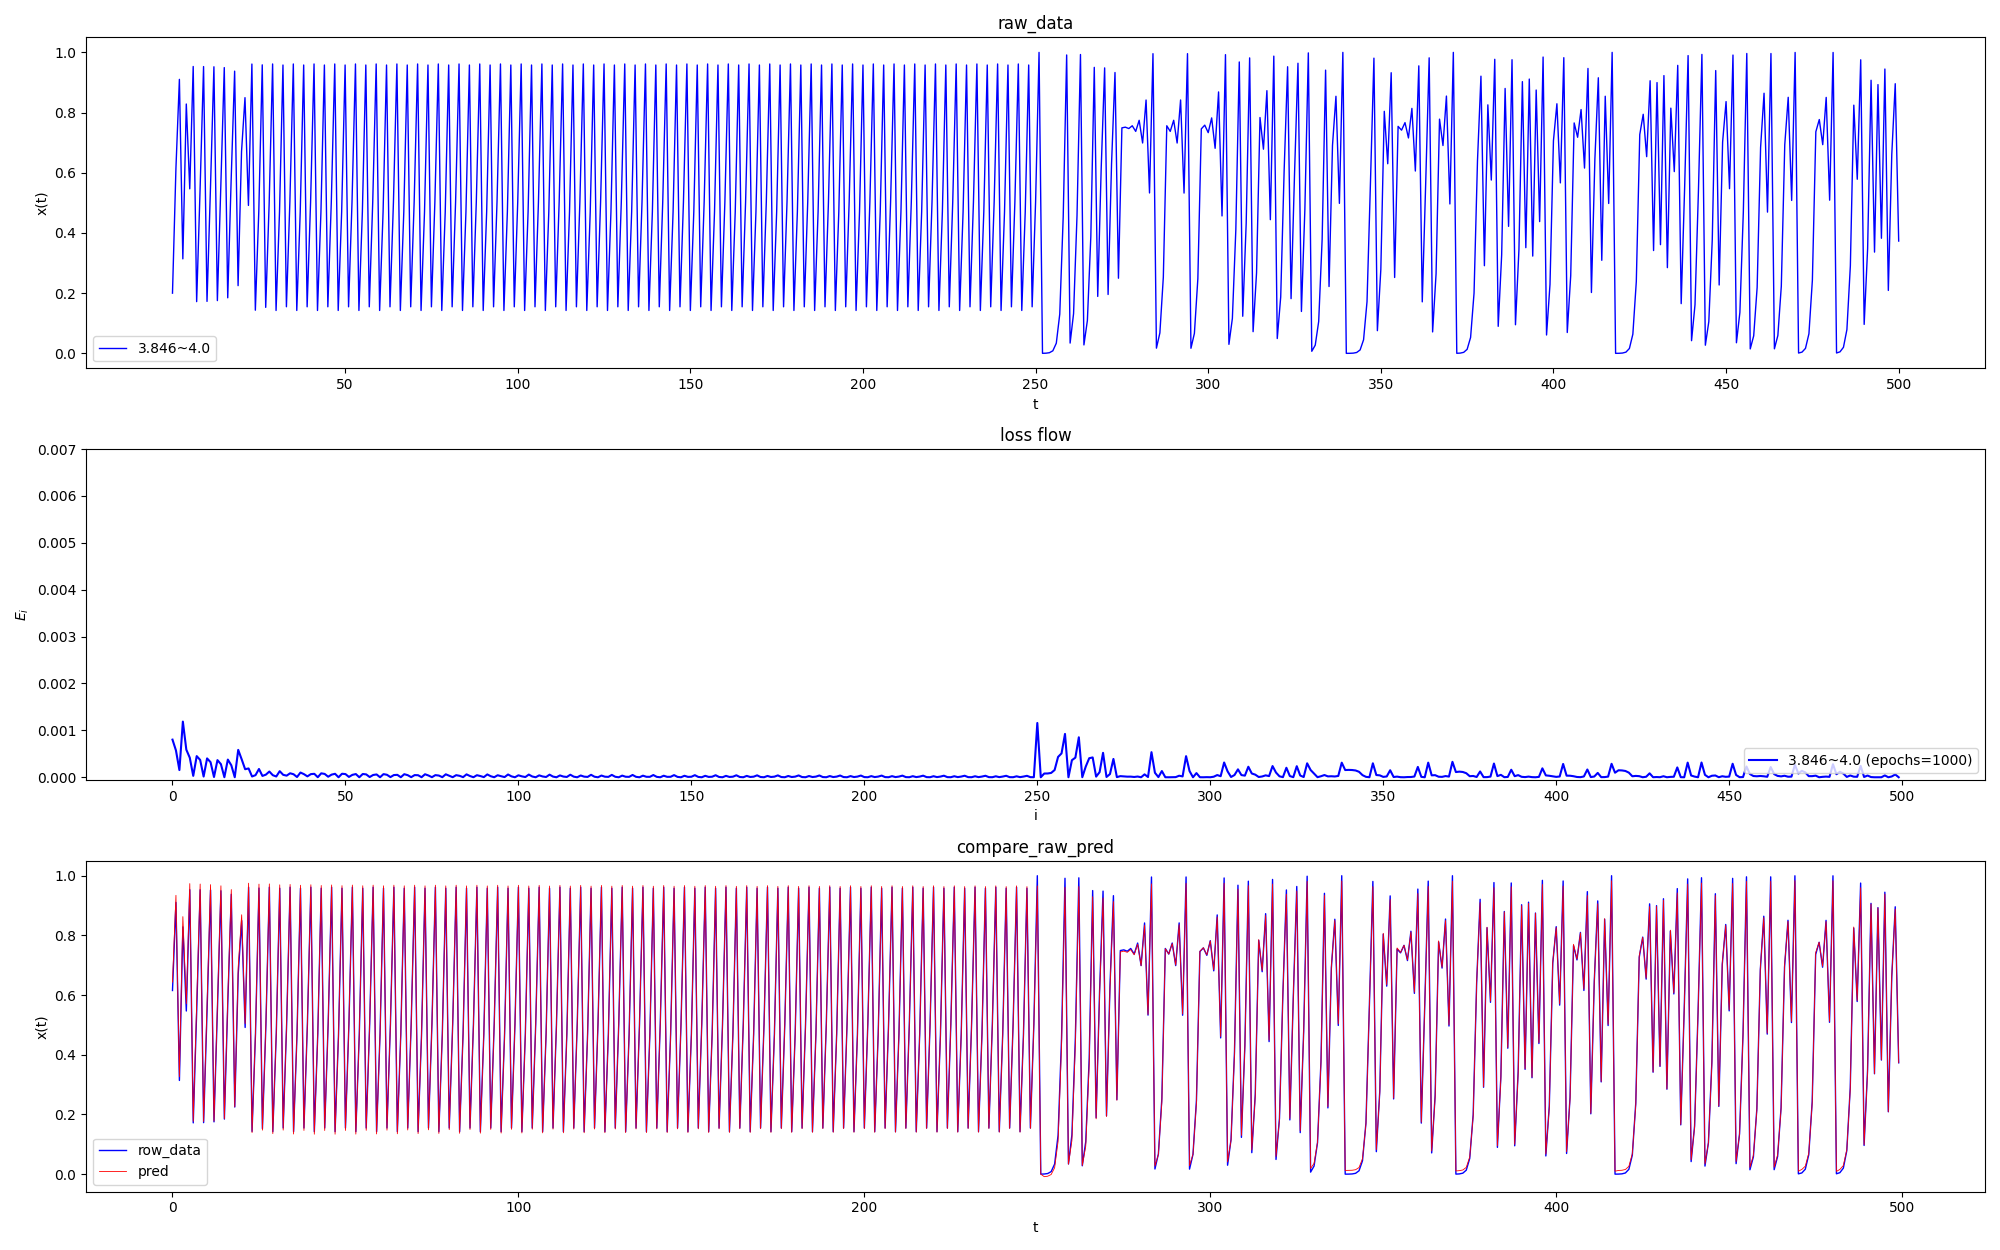 raw_data
1.0
0.8
0.6
0.4
0.2
0.0
x(t)
3.846~4.0
50 100 150 200 250 300 350 400 450 500
t
loss flow
0.007
0.006
0.005
0.004
0.003
0.002
0.001
0.000
E_i
3.846~4.0 (epochs=1000)
0 50 100 150 200 250 300 350 400 450 500
i
compare_raw_pred
1.0
0.8
0.6
0.4
0.2
0.0
x(t)
row_data
pred
0 100 200 300 400 500
t